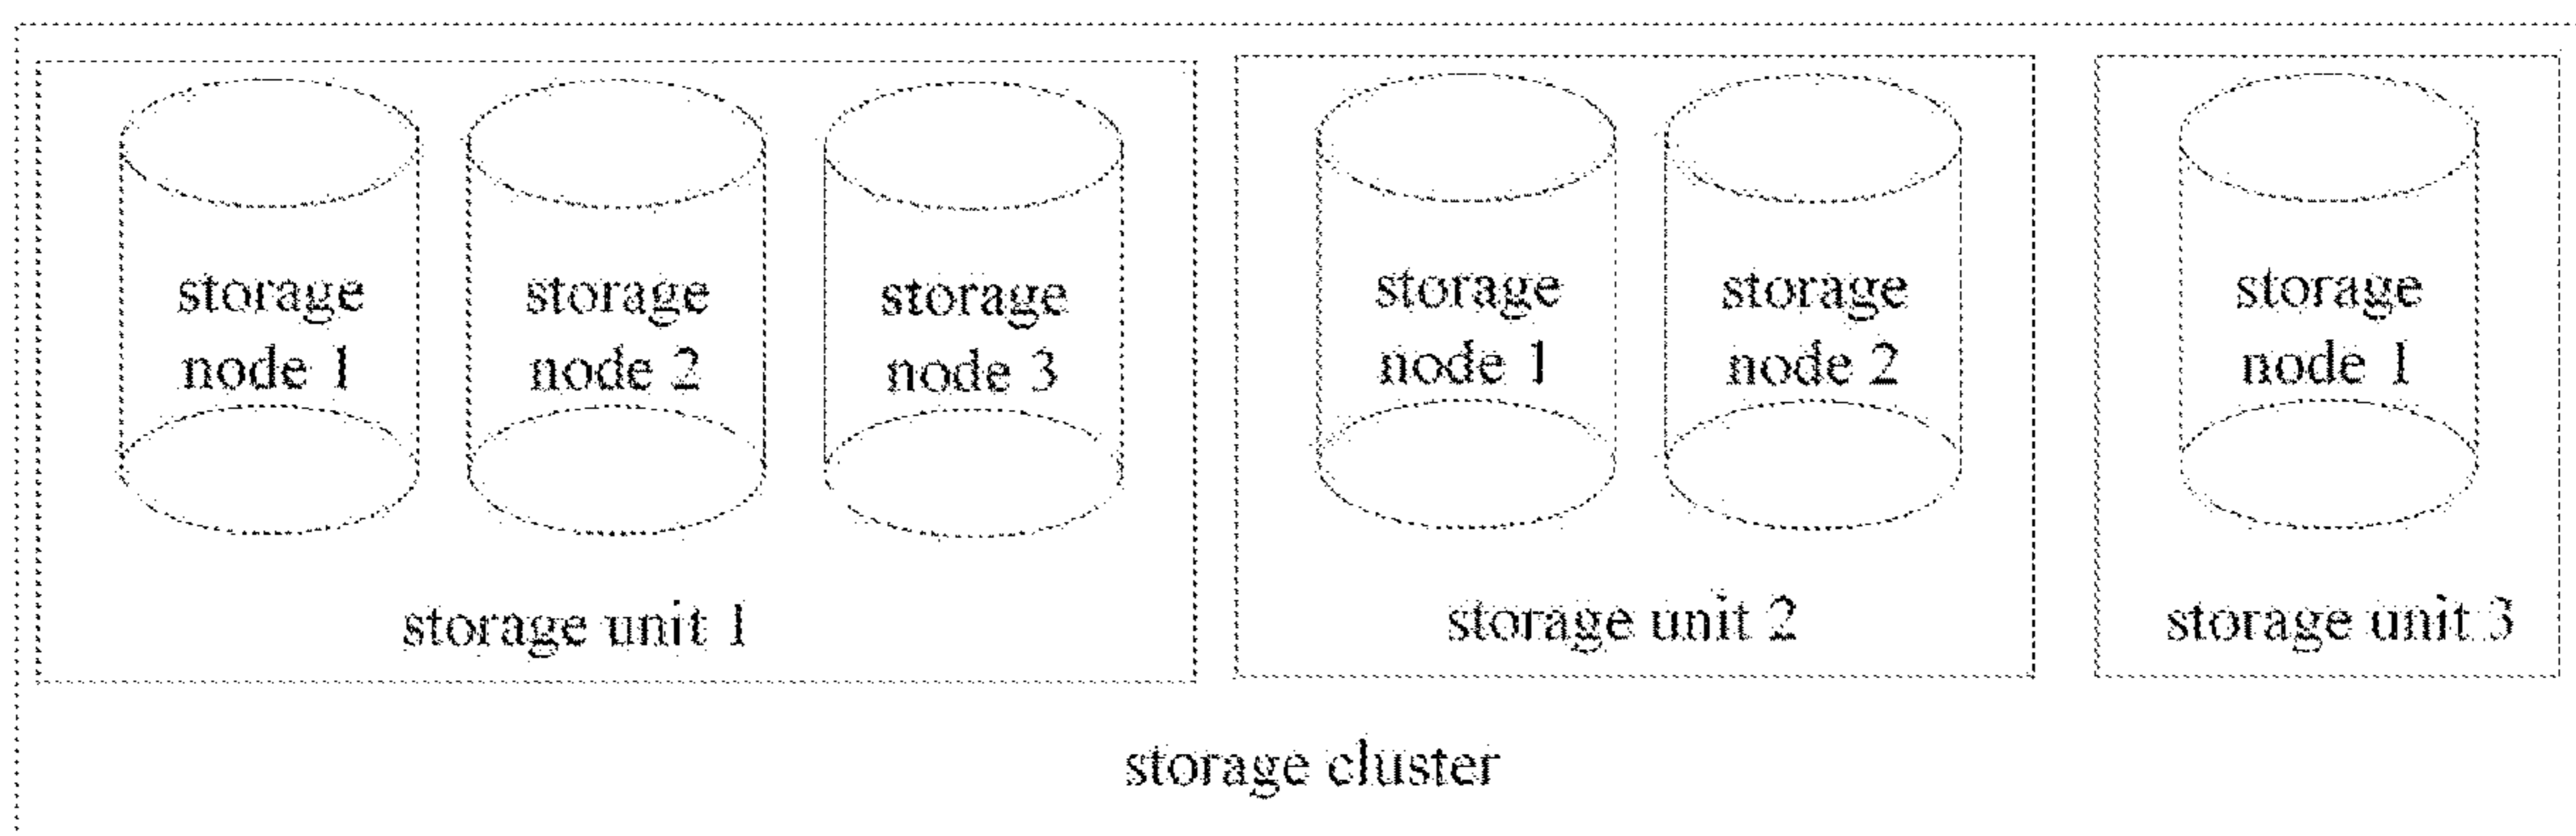 storage
node 1
storage
node 2
storage
node 3
storage
node 1
storage
node 2
storage
node 1
storage unit 1
storage unit 2
storage unit 3
storage cluster